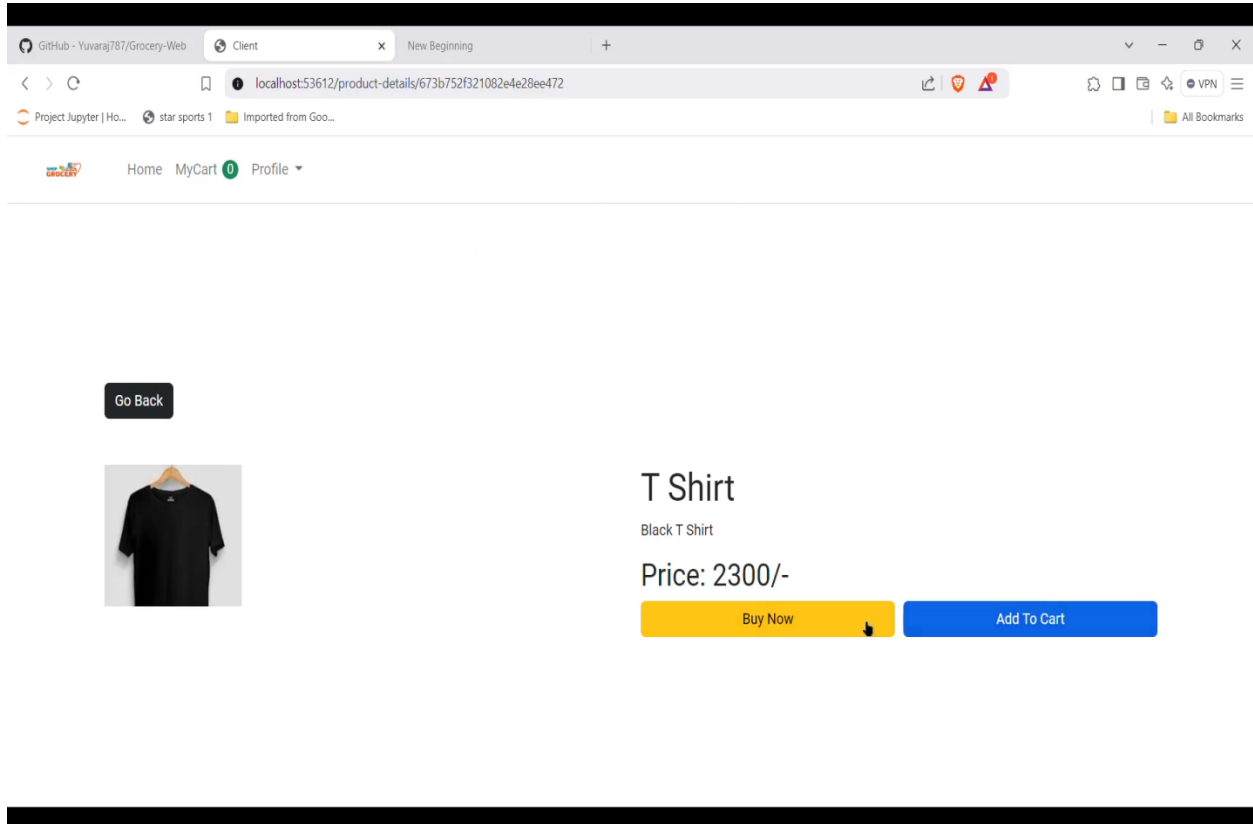 GitHub - Yuvaraj787/Grocery-Web
Client
New Beginning
localhost:53612/product-details/673b752f321082e4e28ee472
VPN
Project Jupyter | Ho...
star sports 1
Imported from Goo...
All Bookmarks
GROCERY
Home
MyCart 0
Profile
Go Back
T Shirt
Black T Shirt
Price: 2300/-
Buy Now
Add To Cart